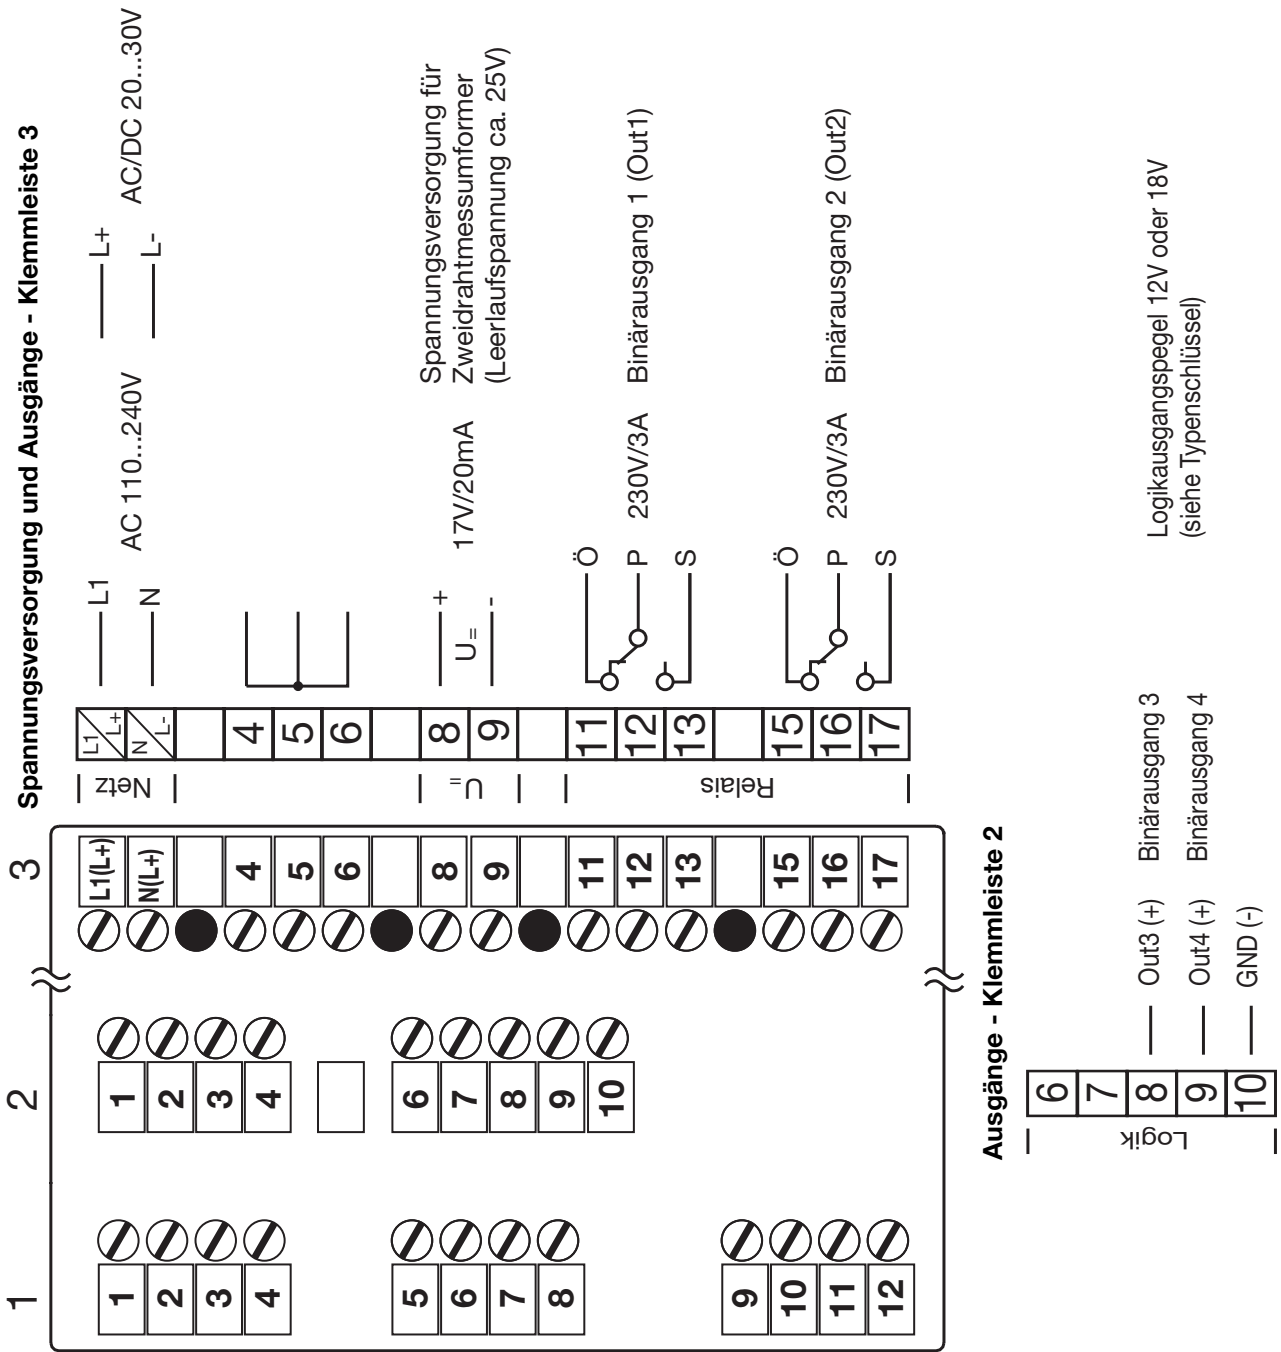 Spannungsversorgung und Ausgänge - Klemmleiste 3
L1
L+
N
L-
4
5
6
8
9
11
12
13
15
16
17
Netz
U=
Relais
L1
N
AC 110...240V
L+
L-
AC/DC 20...30V
+
U=
-
17V/20mA
Spannungsversorgung für
Zweidrahtmessumformer
(Leerlaufspannung ca. 25V)
Ö
P
S
230V/3A
Binärausgang 1 (Out1)
Ö
P
S
230V/3A
Binärausgang 2 (Out2)
3
L1(L+)
N(L+)
4
5
6
8
9
11
12
13
15
16
17
2
1
2
3
4
6
7
8
9
10
1
1
2
3
4
5
6
7
8
9
10
11
12
Ausgänge - Klemmleiste 2
Logik
6
7
8
9
10
Out3 (+) Binärausgang 3
Out4 (+) Binärausgang 4
GND (-)
Logikausgangspegel 12V oder 18V
(siehe Typenschlüssel)